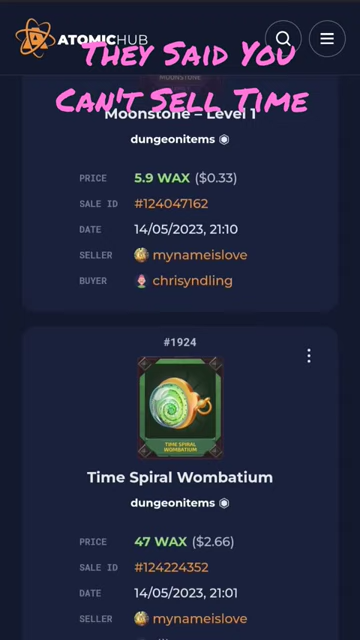 ATOMICHUB
They Said You
Can't Sell Time
MOONSTONE
Moonstone – Level 1
dungeonitems
PRICE 5.9 WAX ($0.33)
SALE ID #124047162
DATE 14/05/2023, 21:10
SELLER mynameislove
BUYER chrisyndling
#1924
TIME SPIRAL
WOMBATIUM
Time Spiral Wombatium
dungeonitems
PRICE 47 WAX ($2.66)
SALE ID #124224352
DATE 14/05/2023, 21:01
SELLER mynameislove